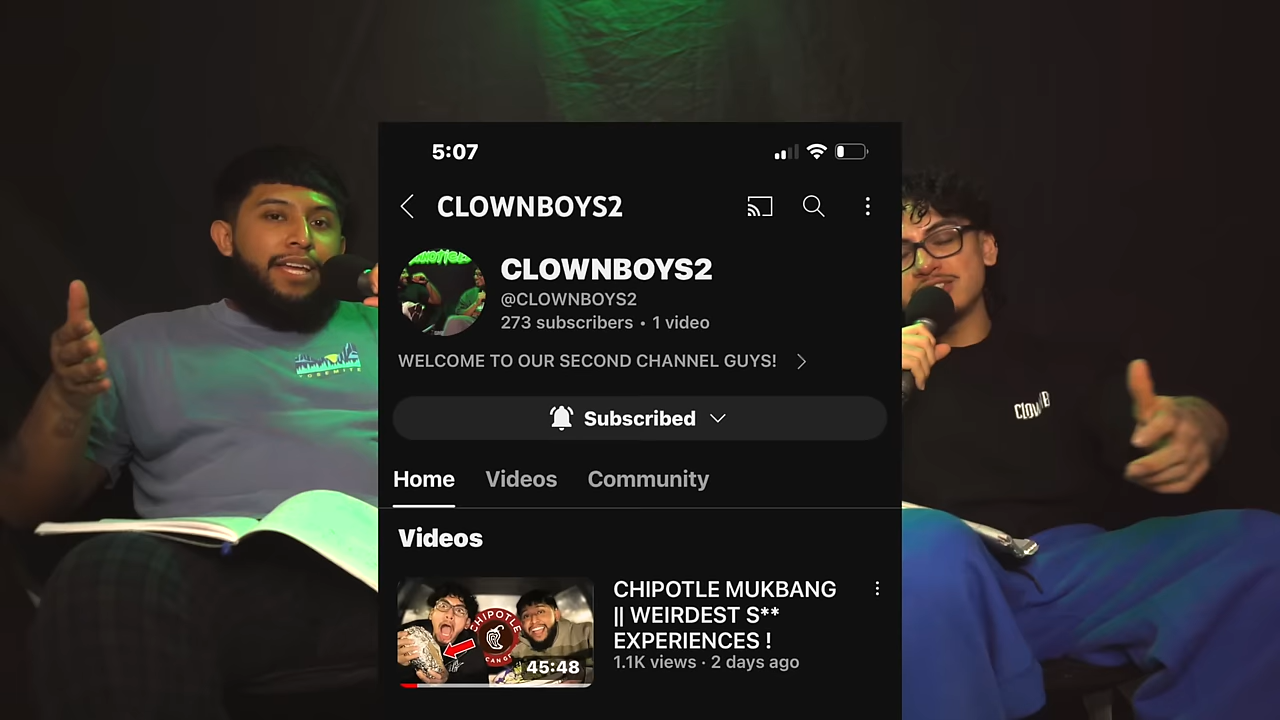 5:07
CLOWNBOYS2
CLOWNBOYS2
@CLOWNBOYS2
273 subscribers • 1 video
WELCOME TO OUR SECOND CHANNEL GUYS!
YOSEMITE
Subscribed
Home Videos Community
Videos
CHIPOTLE MUKBANG
|| WEIRDEST S**
EXPERIENCES !
1.1K views · 2 days ago
CHIPOTLE
45:48